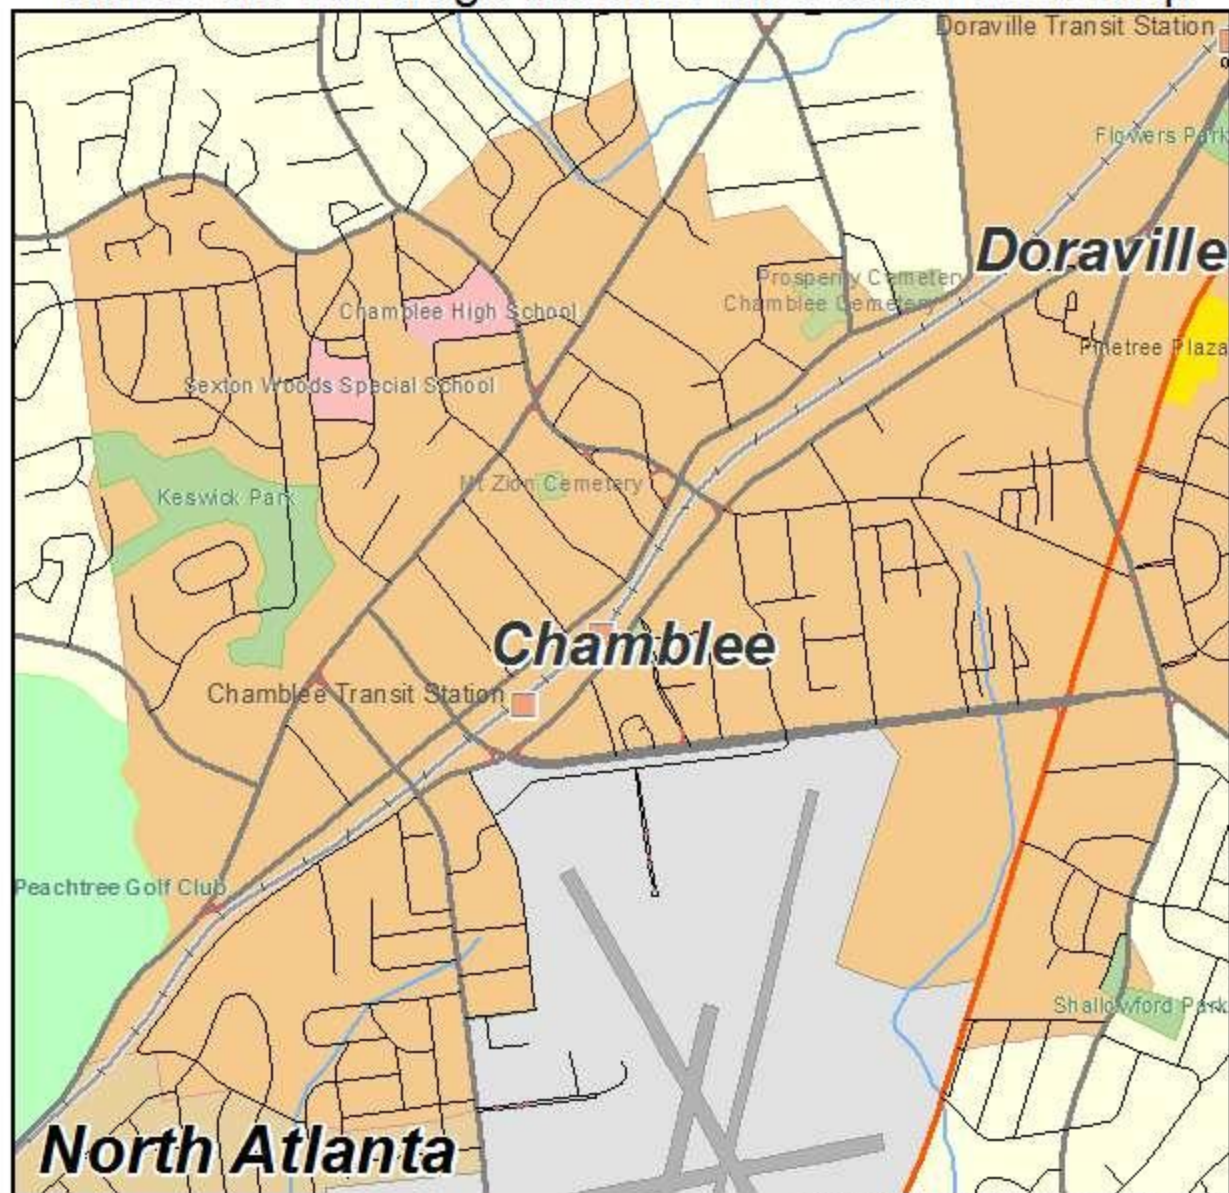 Doraville Transit Station
Flowers Park
Doraville
Prosperity Cemetery
Chamblee Cemetery
Chamblee High School
Pinetree Plaza
Sexton Woods Special School
Mt Zion Cemetery
Keswick Park
Chamblee
Chamblee Transit Station
Peachtree Golf Club
Shallowford Park
North Atlanta